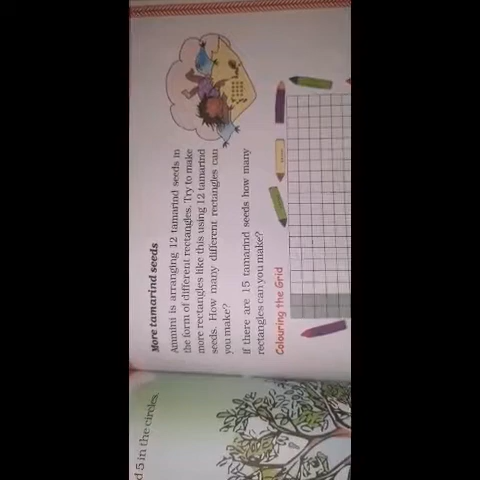 d 5 in the circles.
More tamarind seeds
Ammini is arranging 12 tamarind seeds in
the form of different rectangles. Try to make
more rectangles like this using 12 tamarind
seeds. How many different rectangles can
you make?
If there are 15 tamarind seeds how many
rectangles can you make?
Colouring the Grid